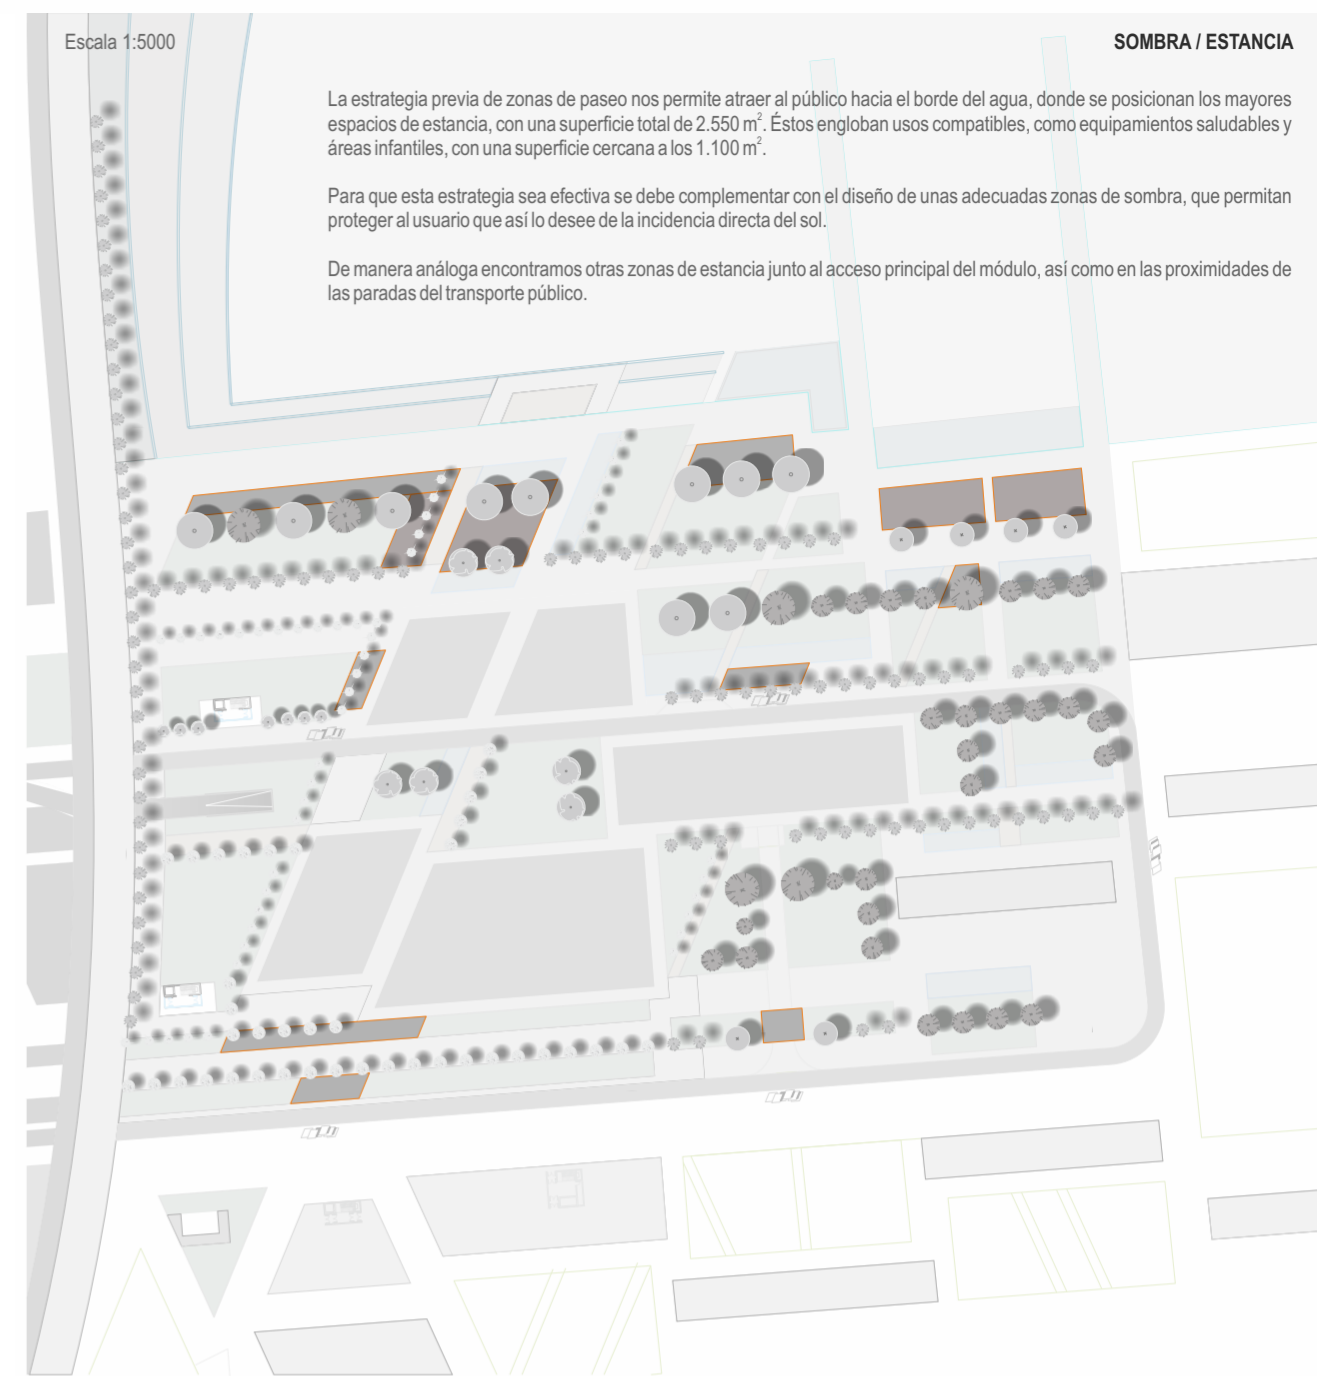 Escala 1:5000
SOMBRA / ESTANCIA
La estrategia previa de zonas de paseo nos permite atraer al público hacia el borde del agua, donde se posicionan los mayores
espacios de estancia, con una superficie total de 2.550 m². Éstos engloban usos compatibles, como equipamientos saludables y
áreas infantiles, con una superficie cercana a los 1.100 m².
Para que esta estrategia sea efectiva se debe complementar con el diseño de unas adecuadas zonas de sombra, que permitan
proteger al usuario que así lo desee de la incidencia directa del sol.
De manera análoga encontramos otras zonas de estancia junto al acceso principal del módulo, así como en las proximidades de
las paradas del transporte público.